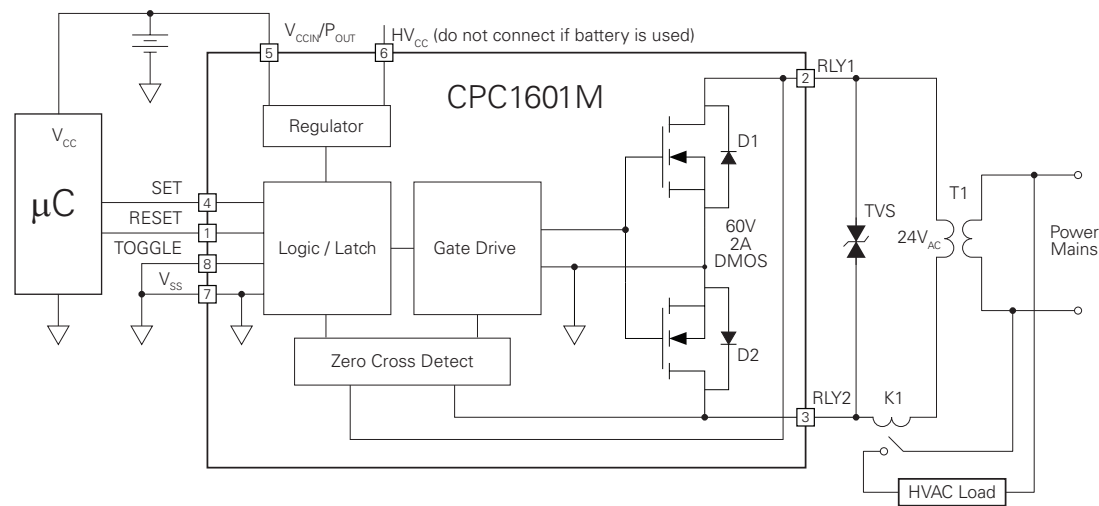 V_CCIN/P_OUT
HV_CC (do not connect if battery is used)
5
6
CPC1601M
2
RLY1
Regulator
V_CC
µC
SET
4
RESET
1
TOGGLE
8
V_SS
7
Logic / Latch
Gate Drive
Zero Cross Detect
D1
60V
2A
DMOS
D2
TVS
24V_AC
T1
Power
Mains
3
RLY2
K1
HVAC Load